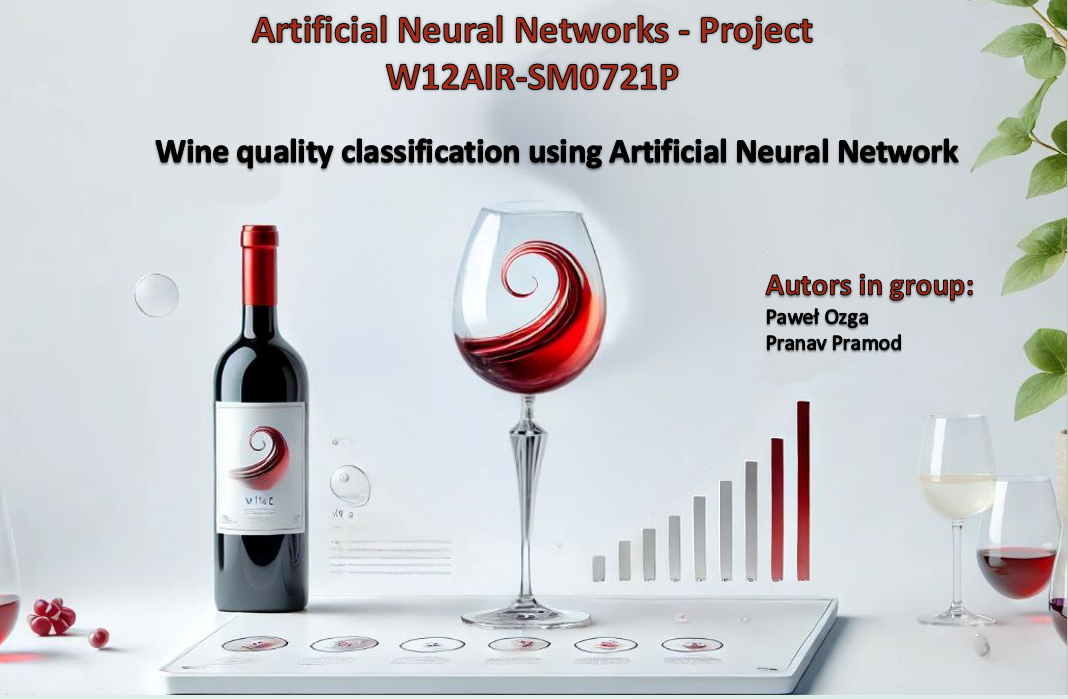 Artificial Neural Networks - Project
W12AIR-SM0721P
Wine quality classification using Artificial Neural Network
Autors in group:
Paweł Ozga
Pranav Pramod